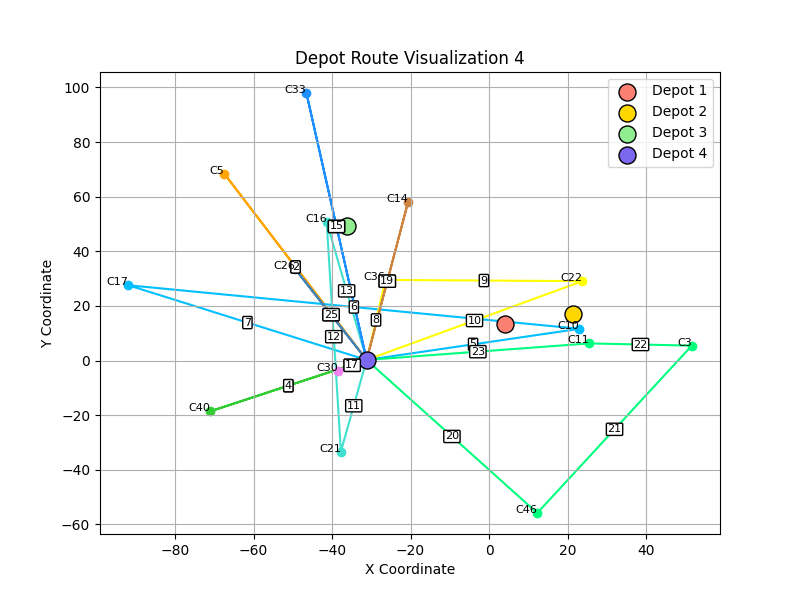 Depot Route Visualization 4
Depot 1
Depot 2
Depot 3
Depot 4
Y Coordinate
100
80
60
40
20
0
−20
−40
−60
C33
C5
C14
C16
15
C26
2
C36
19
9
C22
C17
13
6
25
8
10
C10
7
12
5
23
C11
22
C3
C30
17
4
C40
11
C21
20
21
C46
−80
−60
−40
−20
0
20
40
X Coordinate